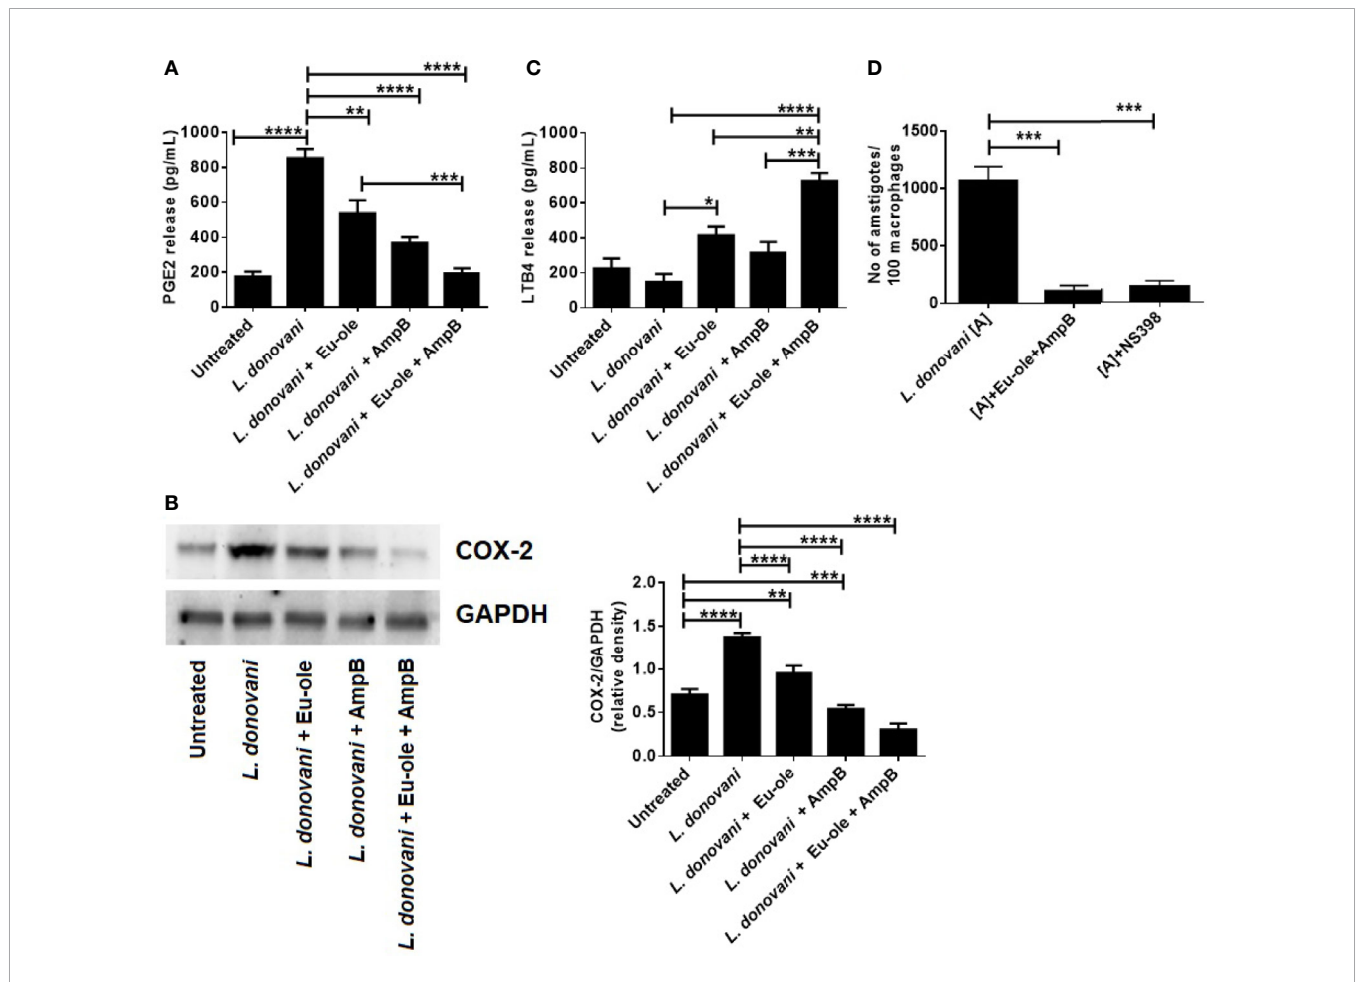 A
PGE2 release (pg/mL)
1000
800
600
400
200
0
****
****
**
****
***
Untreated
L. donovani
L. donovani + Eu-ole
L. donovani + AmpB
L. donovani + Eu-ole + AmpB
C
LTB4 release (pg/mL)
1000
800
600
400
200
0
****
**
***
*
Untreated
L. donovani
L. donovani + Eu-ole
L. donovani + AmpB
L. donovani + Eu-ole + AmpB
D
No of amstigotes/
100 macrophages
1500
1000
500
0
***
***
L. donovani [A]
[A]+Eu-ole+AmpB
[A]+NS398
B
COX-2
GAPDH
Untreated
L. donovani
L. donovani + Eu-ole
L. donovani + AmpB
L. donovani + Eu-ole + AmpB
COX-2/GAPDH
(relative density)
2.0
1.5
1.0
0.5
0.0
****
****
****
***
**
****
Untreated
L. donovani
L. donovani + Eu-ole
L. donovani + AmpB
L. donovani + Eu-ole + AmpB